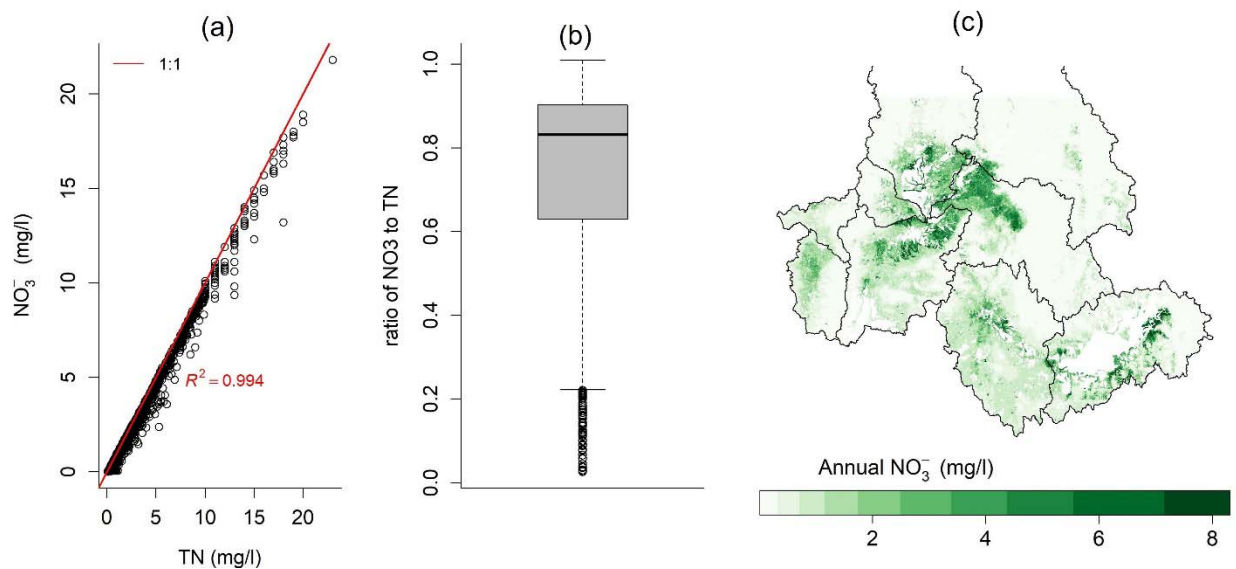 (a)
1:1
NO₃⁻ (mg/l)
20
15
10
5
0
R² = 0.994
0 5 10 15 20
TN (mg/l)
(b)
ratio of NO3 to TN
1.0
0.8
0.6
0.4
0.2
0.0
(c)
Annual NO₃⁻ (mg/l)
2 4 6 8